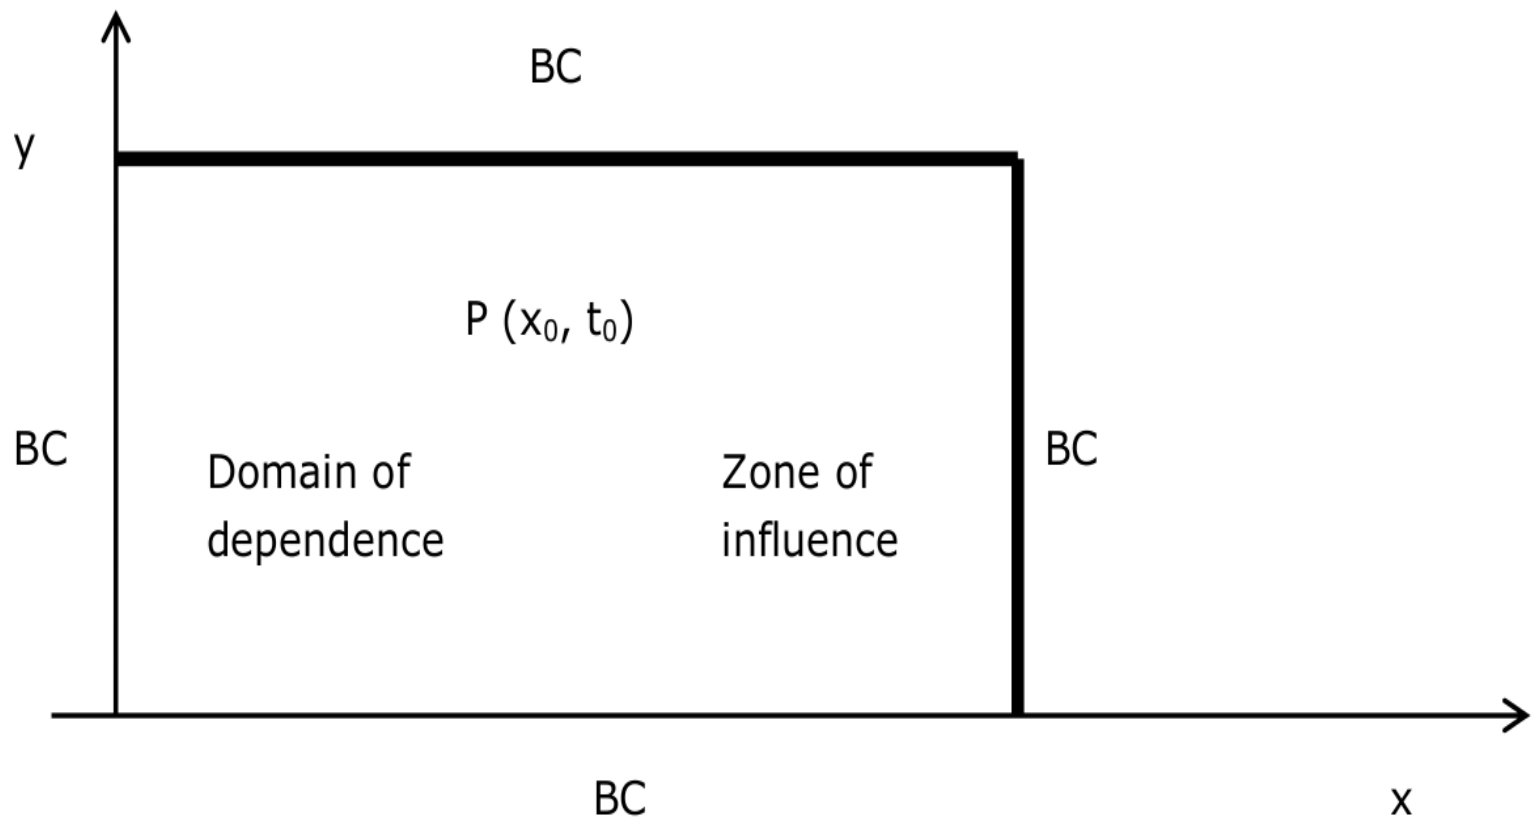 BC
y
P (x₀, t₀)
BC
Domain of
dependence
Zone of
influence
BC
BC
x